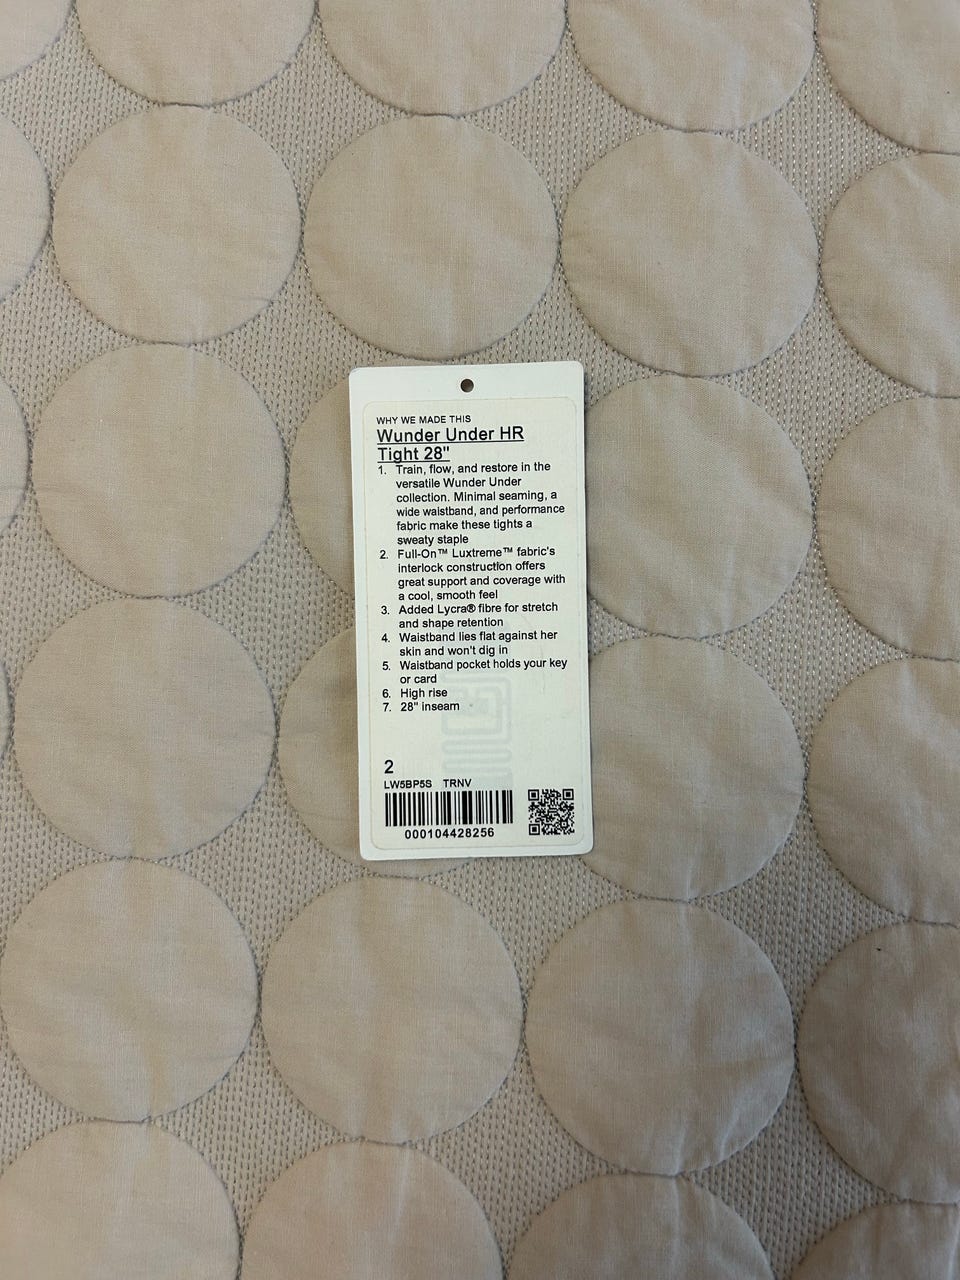 WHY WE MADE THIS
Wunder Under HR
Tight 28"
1. Train, flow, and restore in the
versatile Wunder Under
collection. Minimal seaming, a
wide waistband, and performance
fabric make these tights a
sweaty staple
2. Full-On™ Luxtreme™ fabric's
interlock construction offers
great support and coverage with
a cool, smooth feel
3. Added Lycra® fibre for stretch
and shape retention
4. Waistband lies flat against her
skin and won't dig in
5. Waistband pocket holds your key
or card
6. High rise
7. 28" inseam
2
LW5BP5S TRNV
000104428256